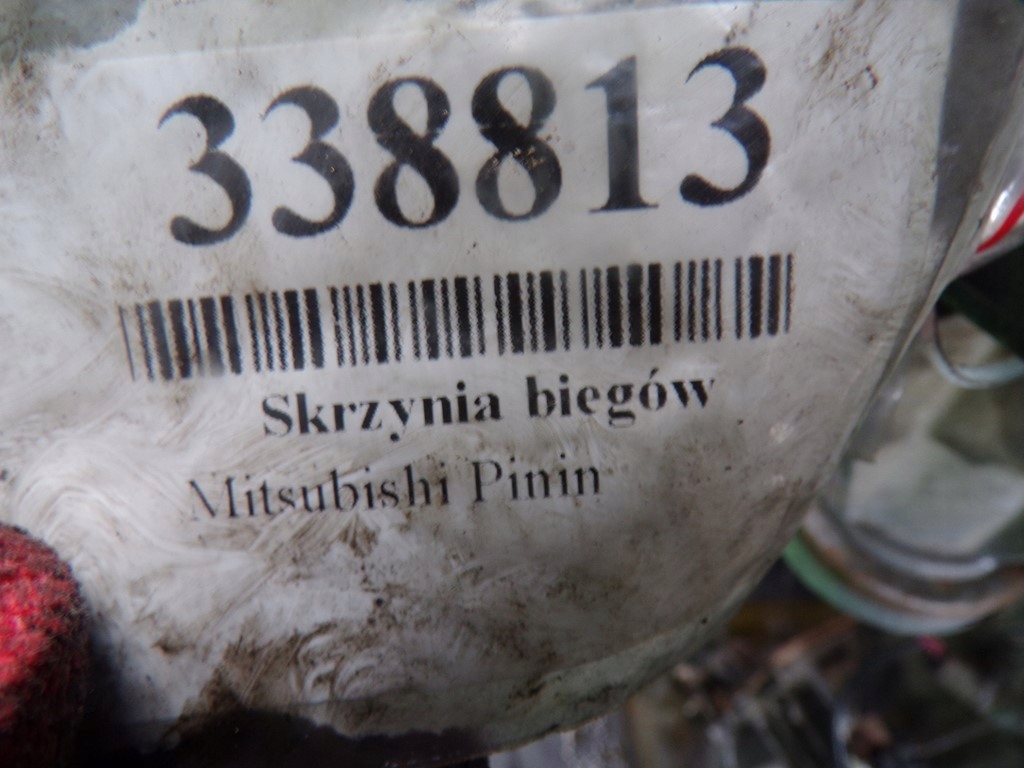 338813
Skrzynia biegów
Mitsubishi Pinin